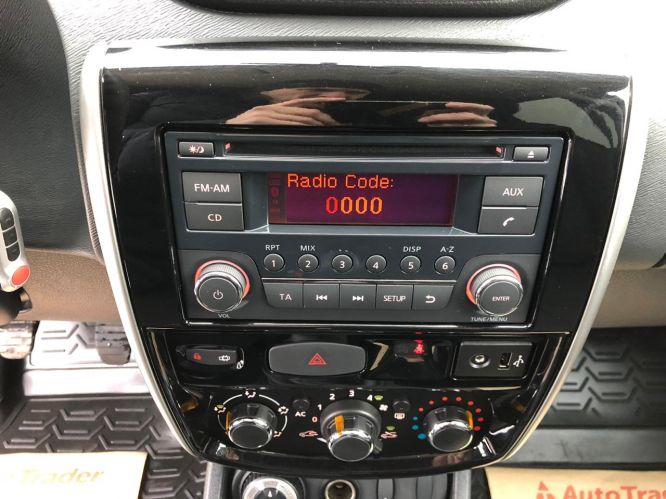 Radio Code:
0000
FM-AM
CD
AUX
RPT MIX DISP A-Z
1 2 3 4 5 6
TA SETUP
VOL
ENTER
TUNE/MENU
AC
0 1 2 3 4
Trader
AutoTrader